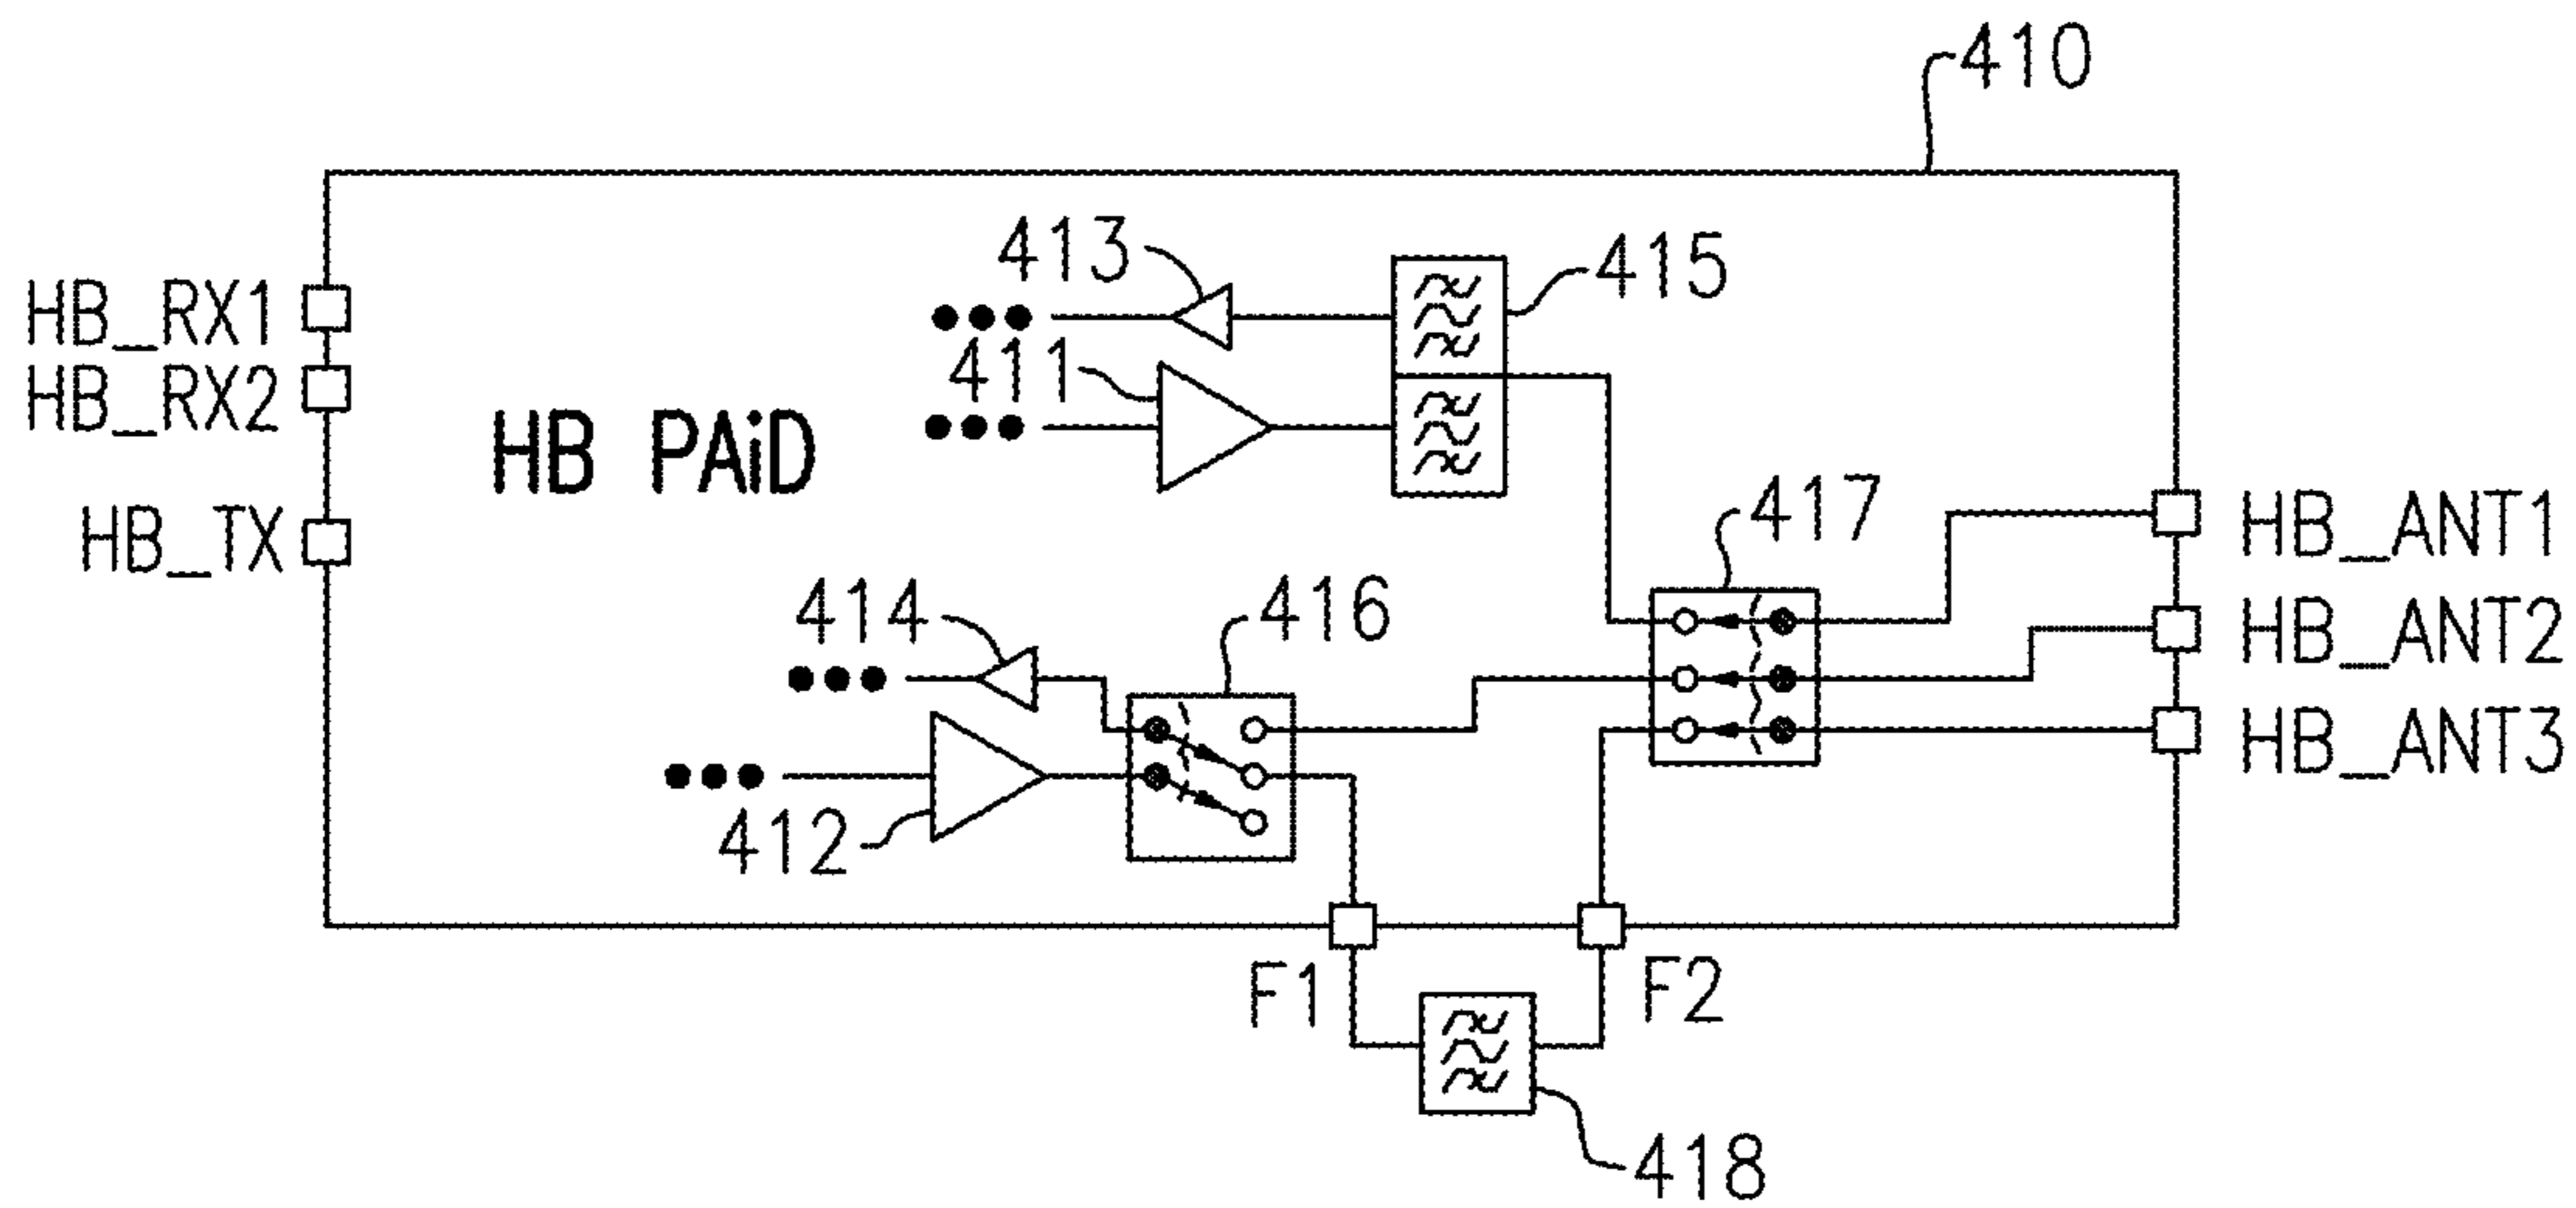 410
413
415
HB_RX1
411
HB_RX2
HB PAiD
417
HB_ANT1
HB_TX
414
416
HB_ANT2
HB_ANT3
412
F1
F2
418